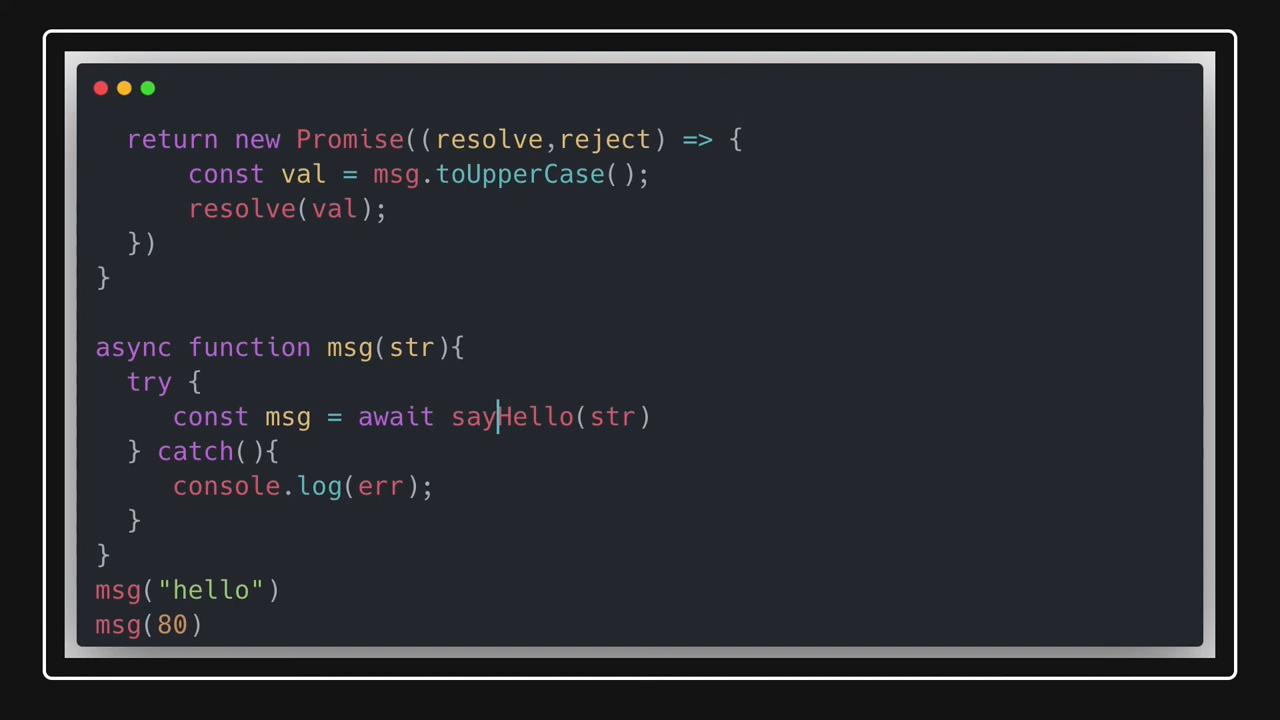 return new Promise((resolve,reject) => {
const val = msg.toUpperCase();
resolve(val);
})
}
async function msg(str){
try {
const msg = await sayHello(str)
} catch(){
console.log(err);
}
}
msg("hello")
msg(80)